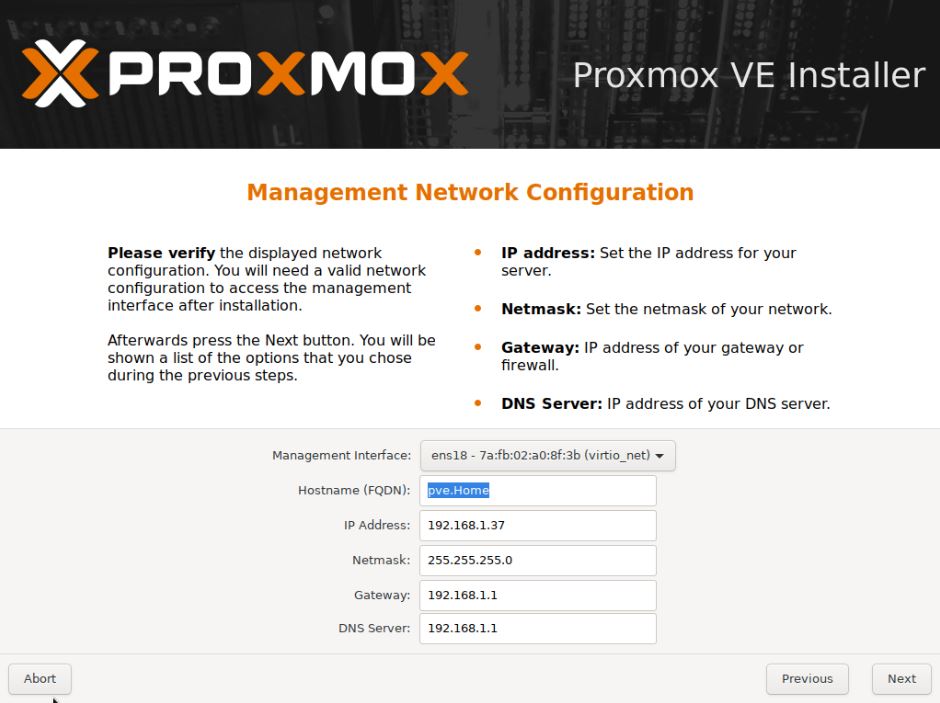 PROXMOX
Proxmox VE Installer
Management Network Configuration
Please verify the displayed network
configuration. You will need a valid network
configuration to access the management
interface after installation.
Afterwards press the Next button. You will be
shown a list of the options that you chose
during the previous steps.
IP address: Set the IP address for your
server.
Netmask: Set the netmask of your network.
Gateway: IP address of your gateway or
firewall.
DNS Server: IP address of your DNS server.
Management Interface: ens18 - 7a:fb:02:a0:8f:3b (virtio_net)
Hostname (FQDN): pve.Home
IP Address: 192.168.1.37
Netmask: 255.255.255.0
Gateway: 192.168.1.1
DNS Server: 192.168.1.1
Abort Previous Next